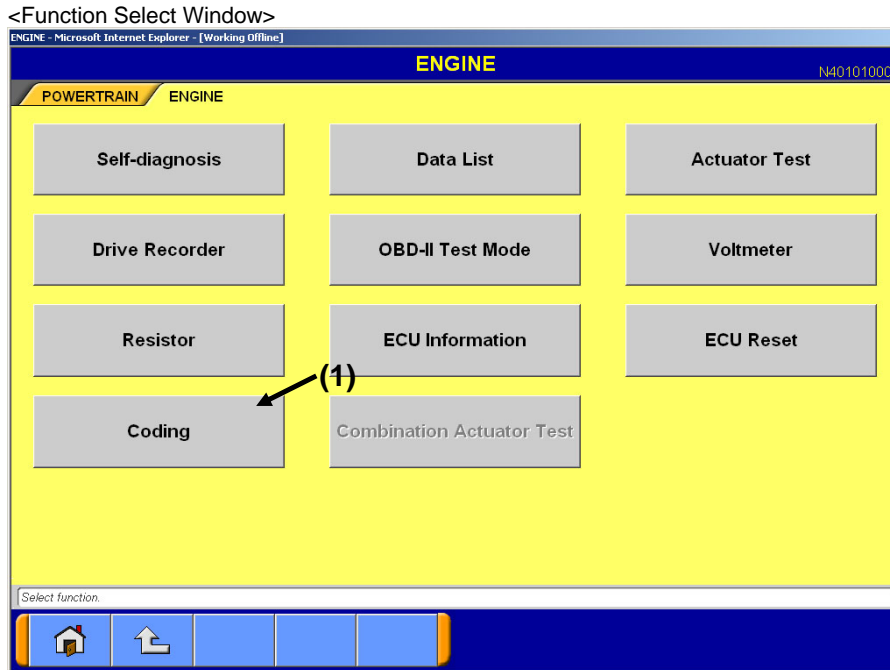 <Function Select Window>
ENGINE - Microsoft Internet Explorer - [Working Offline]
ENGINE
N40101000
POWERTRAIN ENGINE
Self-diagnosis Data List Actuator Test
Drive Recorder OBD-II Test Mode Voltmeter
Resistor ECU Information ECU Reset
(1)
Coding Combination Actuator Test
Select function.